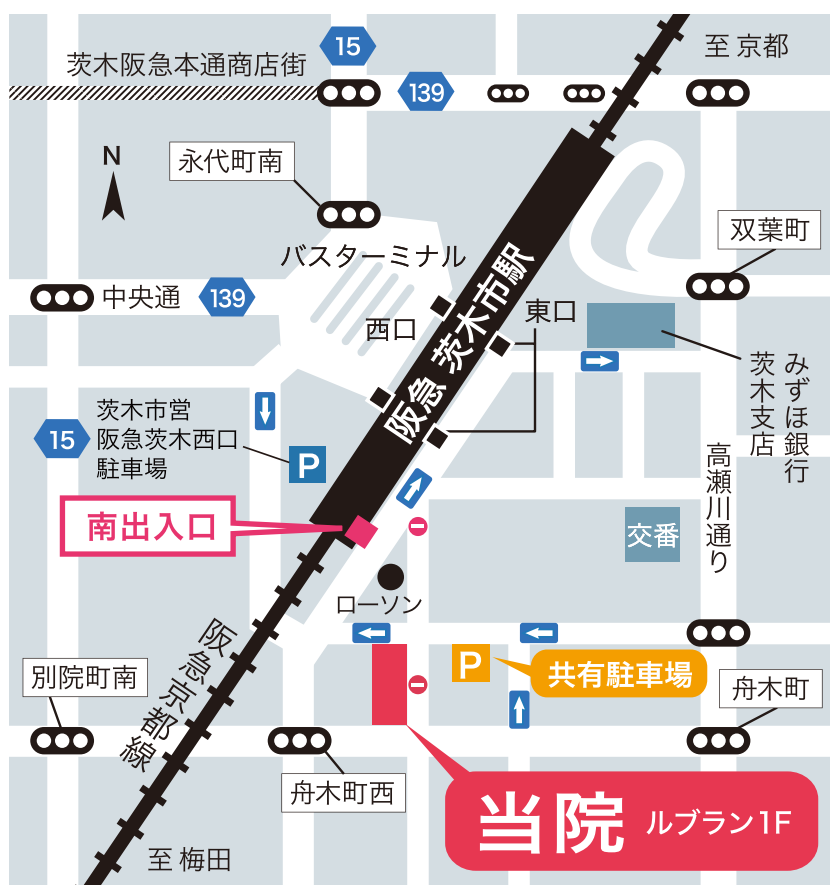 15
至 京都
茨木阪急本通商店街
139
N
永代町南
双葉町
バスターミナル
中央通
139
西口
阪急 茨木市駅
東口
みずほ銀行
茨木支店
15
茨木市営
阪急茨木西口
駐車場
P
高瀬川通り
南出入口
交番
ローソン
阪急京都線
P
共有駐車場
別院町南
舟木町
舟木町西
当院 ルブラン1F
至 梅田